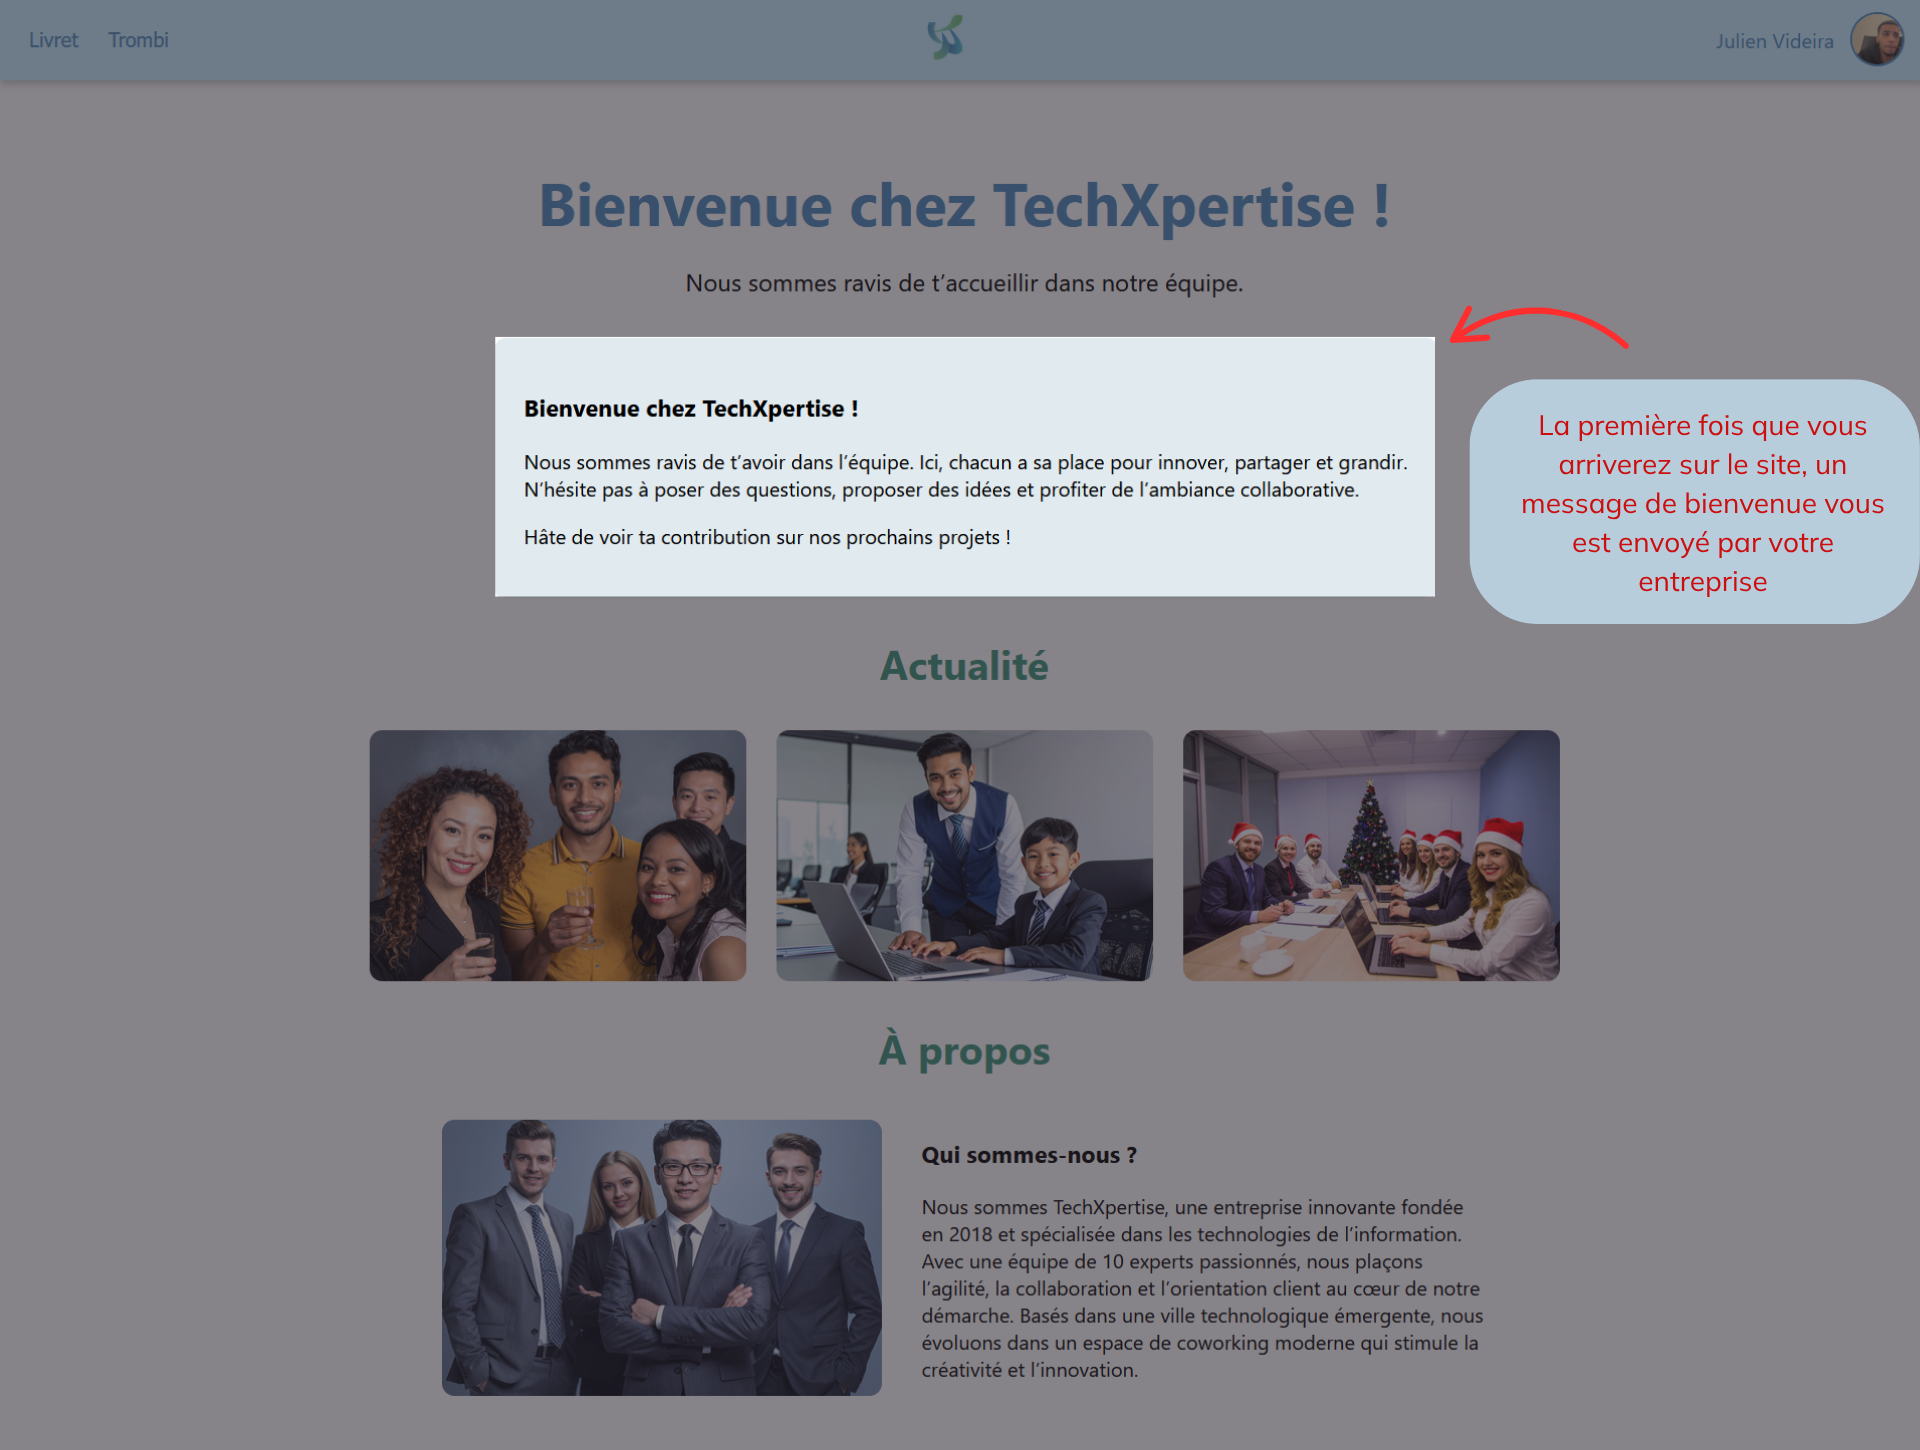 Livret Trombi
Julien Videira
Bienvenue chez TechXpertise !
Nous sommes ravis de t’accueillir dans notre équipe.
Bienvenue chez TechXpertise !
Nous sommes ravis de t’avoir dans l’équipe. Ici, chacun a sa place pour innover, partager et grandir.
N’hésite pas à poser des questions, proposer des idées et profiter de l’ambiance collaborative.
Hâte de voir ta contribution sur nos prochains projets !
La première fois que vous
arriverez sur le site, un
message de bienvenue vous
est envoyé par votre
entreprise
Actualité
À propos
Qui sommes-nous ?
Nous sommes TechXpertise, une entreprise innovante fondée
en 2018 et spécialisée dans les technologies de l’information.
Avec une équipe de 10 experts passionnés, nous plaçons
l’agilité, la collaboration et l’orientation client au cœur de notre
démarche. Basés dans une ville technologique émergente, nous
évoluons dans un espace de coworking moderne qui stimule la
créativité et l’innovation.